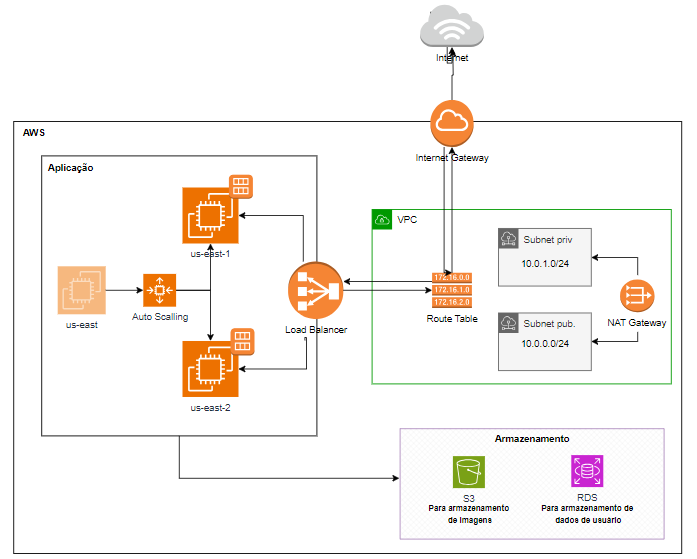 Internet
Internet Gateway
AWS
Aplicação
us-east-1
us-east
Auto Scalling
us-east-2
Load Balancer
VPC
172.16.0.0
172.16.1.0
172.16.2.0
Route Table
Subnet priv
10.0.1.0/24
Subnet pub.
10.0.0.0/24
NAT Gateway
Armazenamento
S3
Para armazenamento
de imagens
RDS
Para armazenamento de
dados de usuário